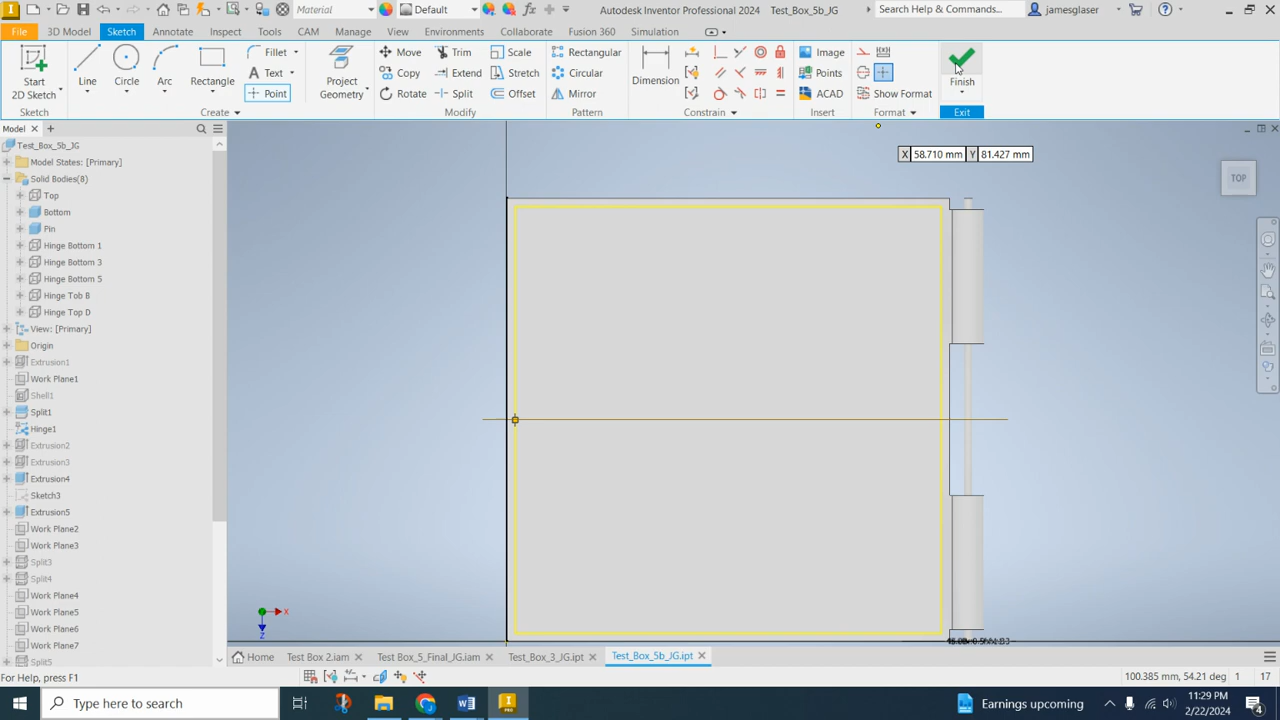 Material
Default
Autodesk Inventor Professional 2024
Test_Box_5b_JG
Search Help & Commands...
jamesglaser
File
3D Model
Sketch
Annotate
Inspect
Tools
CAM
Manage
View
Environments
Collaborate
Fusion 360
Simulation
Start
2D Sketch
Line
Circle
Arc
Rectangle
Fillet
Text
Point
Project
Geometry
Move
Copy
Rotate
Trim
Extend
Split
Scale
Stretch
Offset
Rectangular
Circular
Mirror
Dimension
Image
Points
ACAD
Show Format
Finish
Sketch
Create
Modify
Pattern
Constrain
Insert
Format
Exit
Model
Test_Box_5b_JG
Model States: [Primary]
Solid Bodies(8)
Top
Bottom
Pin
Hinge Bottom 1
Hinge Bottom 3
Hinge Bottom 5
Hinge Tob B
Hinge Top D
View: [Primary]
Origin
Extrusion1
Work Plane1
Shell1
Split1
Hinge1
Extrusion2
Extrusion3
Extrusion4
Sketch3
Extrusion5
Work Plane2
Work Plane3
Split3
Split4
Work Plane4
Work Plane5
Work Plane6
Work Plane7
Split5
X 58.710 mm Y 81.427 mm
TOP
x
z
Home
Test Box 2.iam
Test_Box_5_Final_JG.iam
Test_Box_3_JG.ipt
Test_Box_5b_JG.ipt
For Help, press F1
100.385 mm, 54.21 deg 1 17
Type here to search
Earnings upcoming
11:29 PM
2/22/2024
4